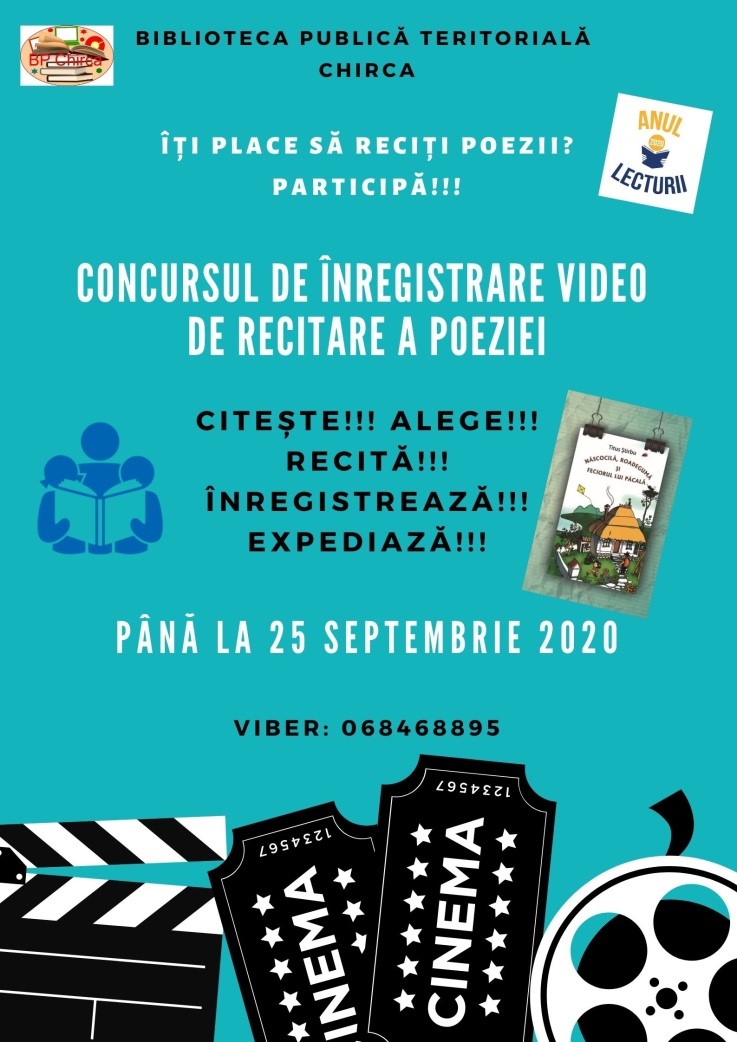 BIBLIOTECA PUBLICĂ TERITORIALĂ
CHIRCA
BP Chirca
ÎȚI PLACE SĂ RECIȚI POEZII?
PARTICIPĂ!!!
ANUL
2020
LECTURII
CONCURSUL DE ÎNREGISTRARE VIDEO
DE RECITARE A POEZIEI
CITEȘTE!!! ALEGE!!!
RECITĂ!!!
ÎNREGISTREAZĂ!!!
EXPEDIAZĂ!!!
Titus Știrbu
NĂSCOCILĂ, ROADEGUMĂ
ȘI
FECIORUL LUI PĂCALĂ
PÂNĂ LA 25 SEPTEMBRIE 2020
VIBER: 068468895
1234567
CINEMA
1234567
CINEMA